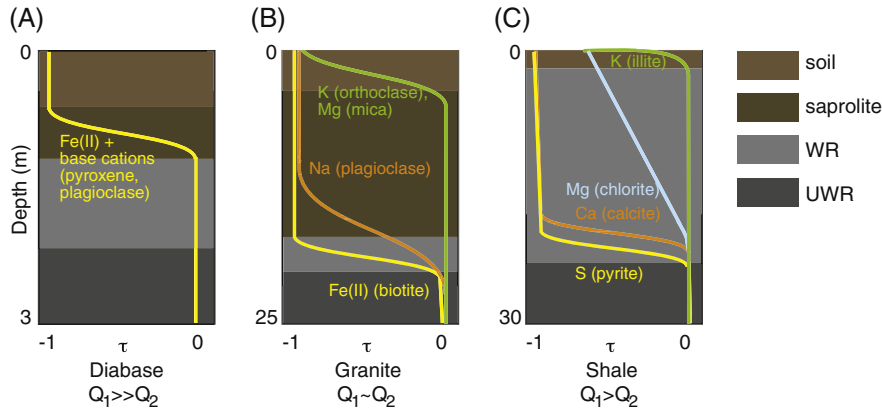 (A)
0
Fe(II) +
base cations
(pyroxene,
plagioclase)
Depth (m)
3
-1 τ 0
Diabase
Q₁>>Q₂
(B)
0
K (orthoclase),
Mg (mica)
Na (plagioclase)
Fe(II) (biotite)
25
-1 τ 0
Granite
Q₁~Q₂
(C)
0
K (illite)
Mg (chlorite)
Ca (calcite)
S (pyrite)
30
-1 τ 0
Shale
Q₁>Q₂
soil
saprolite
WR
UWR